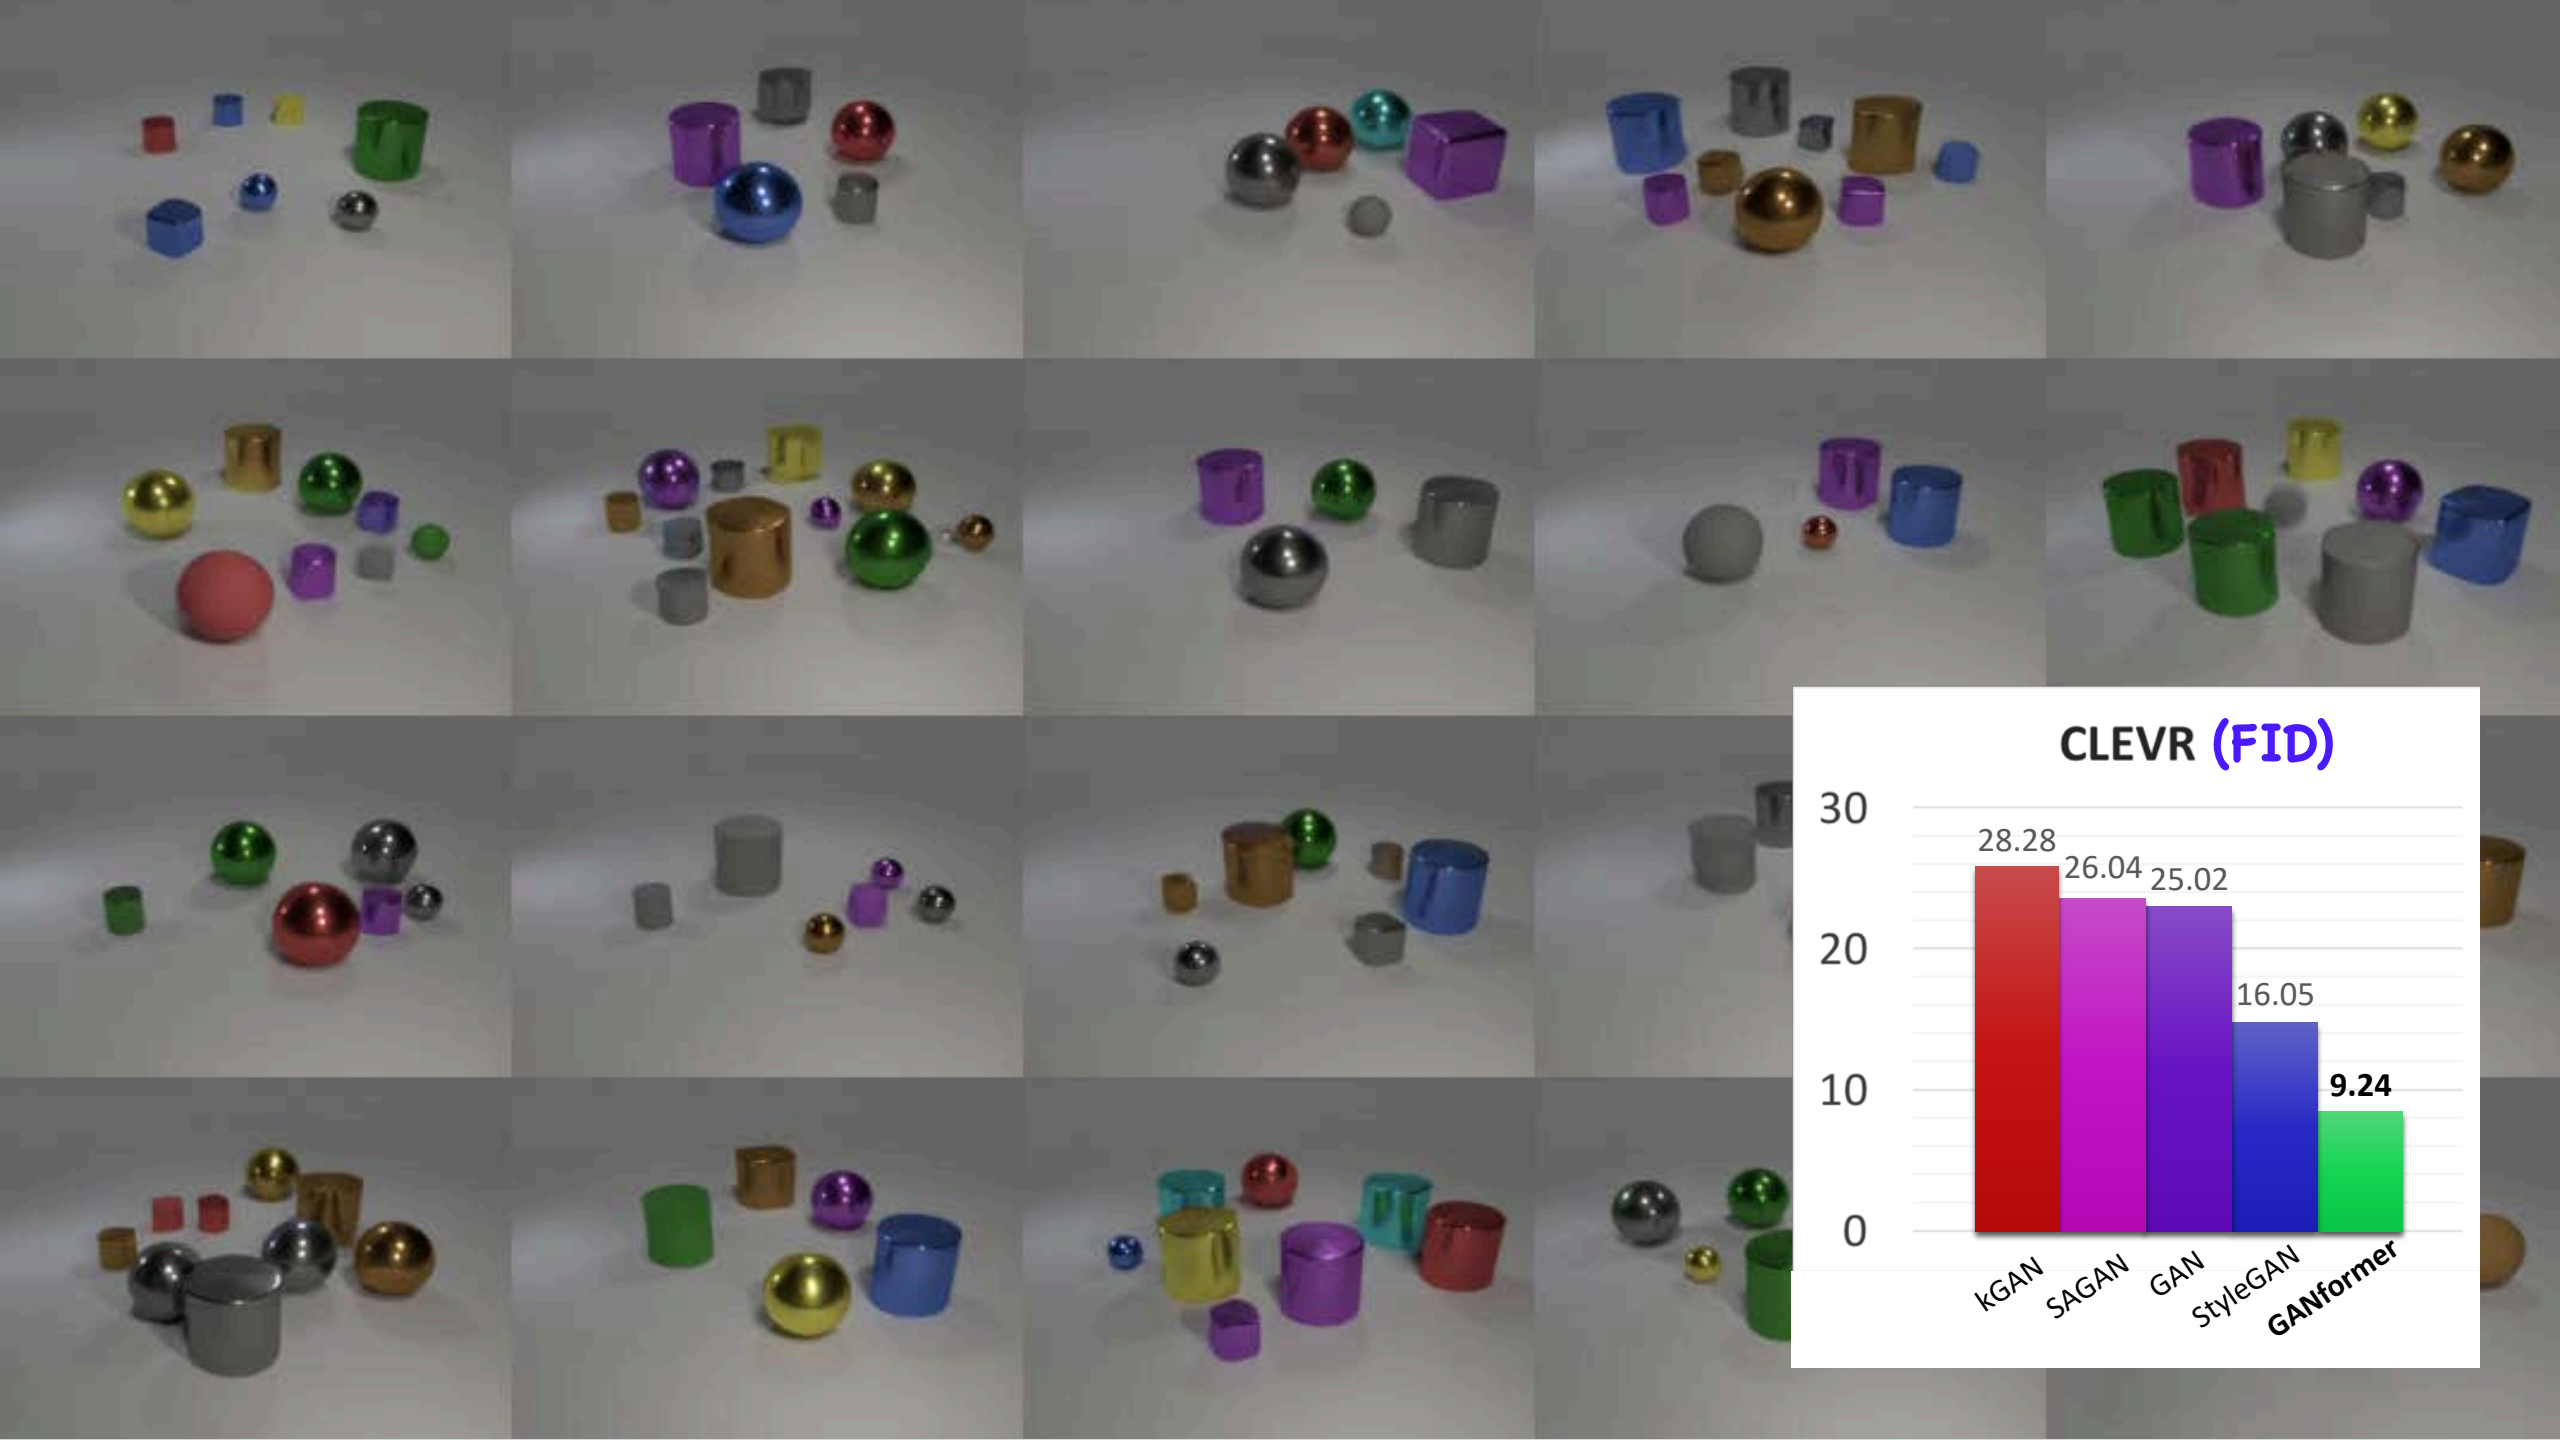 CLEVR (FID)
30
28.28
26.04
25.02
20
16.05
10
9.24
0
kGAN
SAGAN
GAN
StyleGAN
GANformer